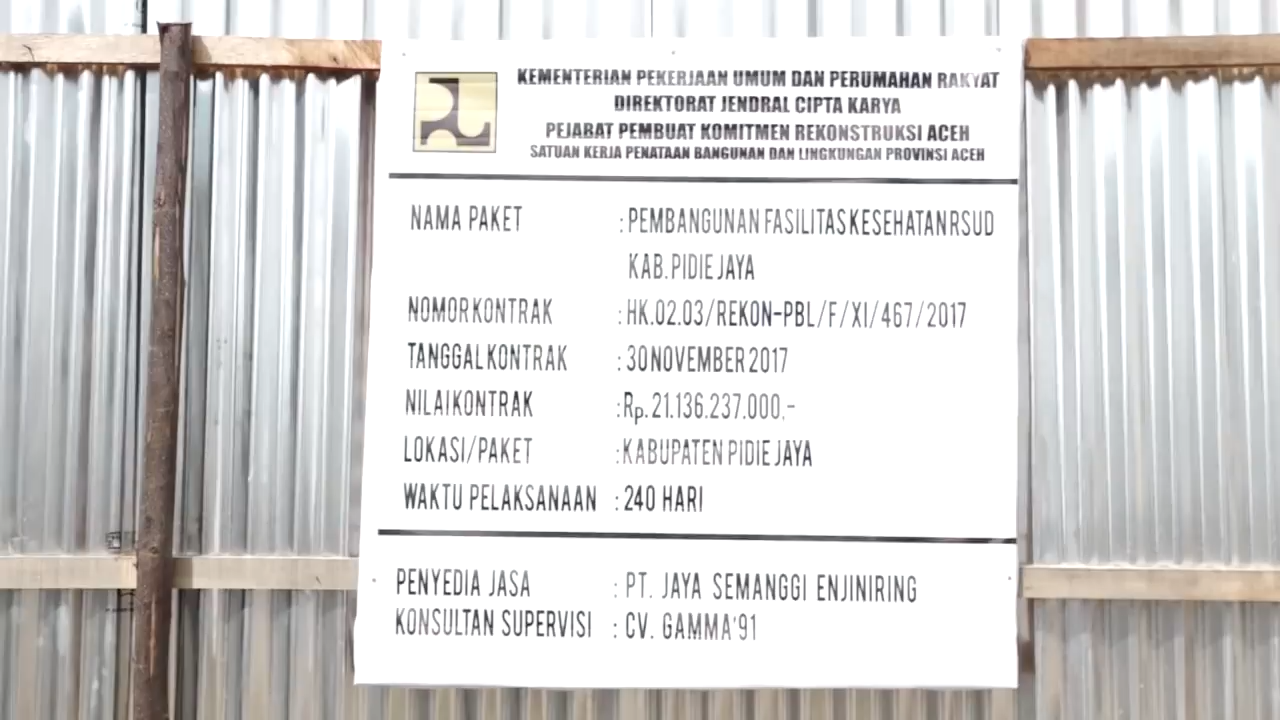 KEMENTERIAN PEKERJAAN UMUM DAN PERUMAHAN RAKYAT
DIREKTORAT JENDRAL CIPTA KARYA
PEJABAT PEMBUAT KOMITMEN REKONSTRUKSI ACEH
SATUAN KERJA PENATAAN BANGUNAN DAN LINGKUNGAN PROVINSI ACEH
NAMA PAKET : PEMBANGUNAN FASILITAS KESEHATAN RSUD
KAB. PIDIE JAYA
NOMOR KONTRAK : HK.02.03/REKON-PBL/F/XI/467/2017
TANGGAL KONTRAK : 30 NOVEMBER 2017
NILAI KONTRAK : Rp. 21.136.237.000,-
LOKASI/PAKET : KABUPATEN PIDIE JAYA
WAKTU PELAKSANAAN : 240 HARI
PENYEDIA JASA : PT. JAYA SEMANGGI ENJINIRING
KONSULTAN SUPERVISI : CV. GAMMA'91